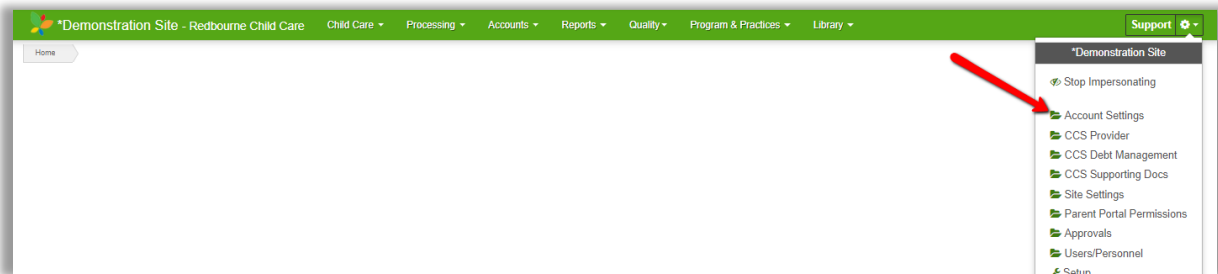 *Demonstration Site - Redbourne Child Care Child Care Processing Accounts Reports Quality Program & Practices Library Support
Home
*Demonstration Site
Stop Impersonating
Account Settings
CCS Provider
CCS Debt Management
CCS Supporting Docs
Site Settings
Parent Portal Permissions
Approvals
Users/Personnel
Setup